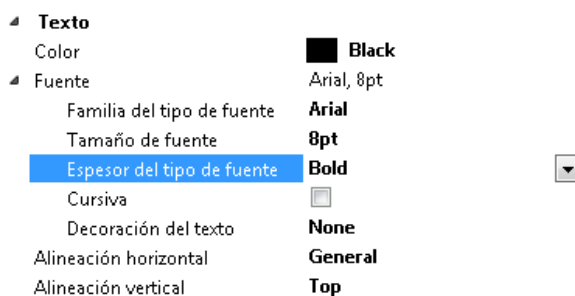 Texto
Color Black
Fuente Arial, 8pt
Familia del tipo de fuente Arial
Tamaño de fuente 8pt
Espesor del tipo de fuente Bold
Cursiva
Decoración del texto None
Alineación horizontal General
Alineación vertical Top